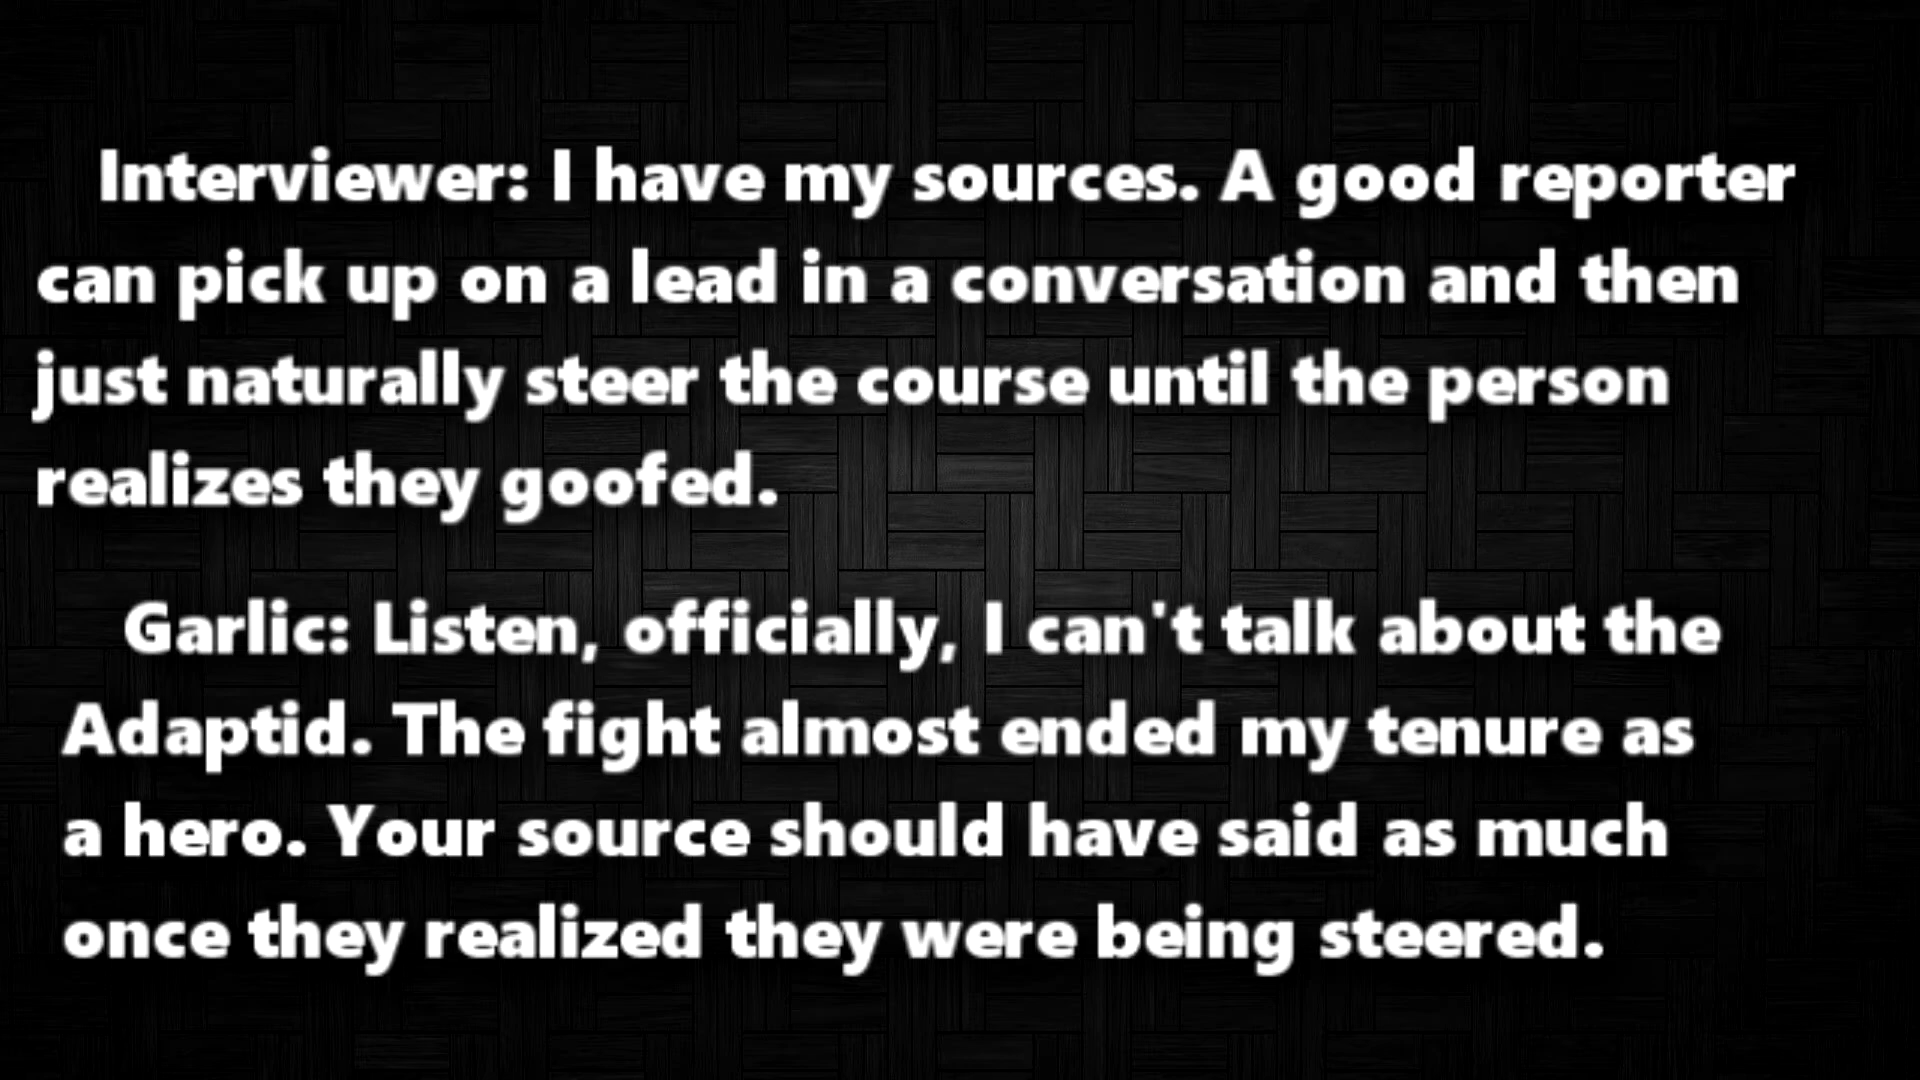 Interviewer: I have my sources. A good reporter
can pick up on a lead in a conversation and then
just naturally steer the course until the person
realizes they goofed.
Garlic: Listen, officially, I can't talk about the
Adaptid. The fight almost ended my tenure as
a hero. Your source should have said as much
once they realized they were being steered.